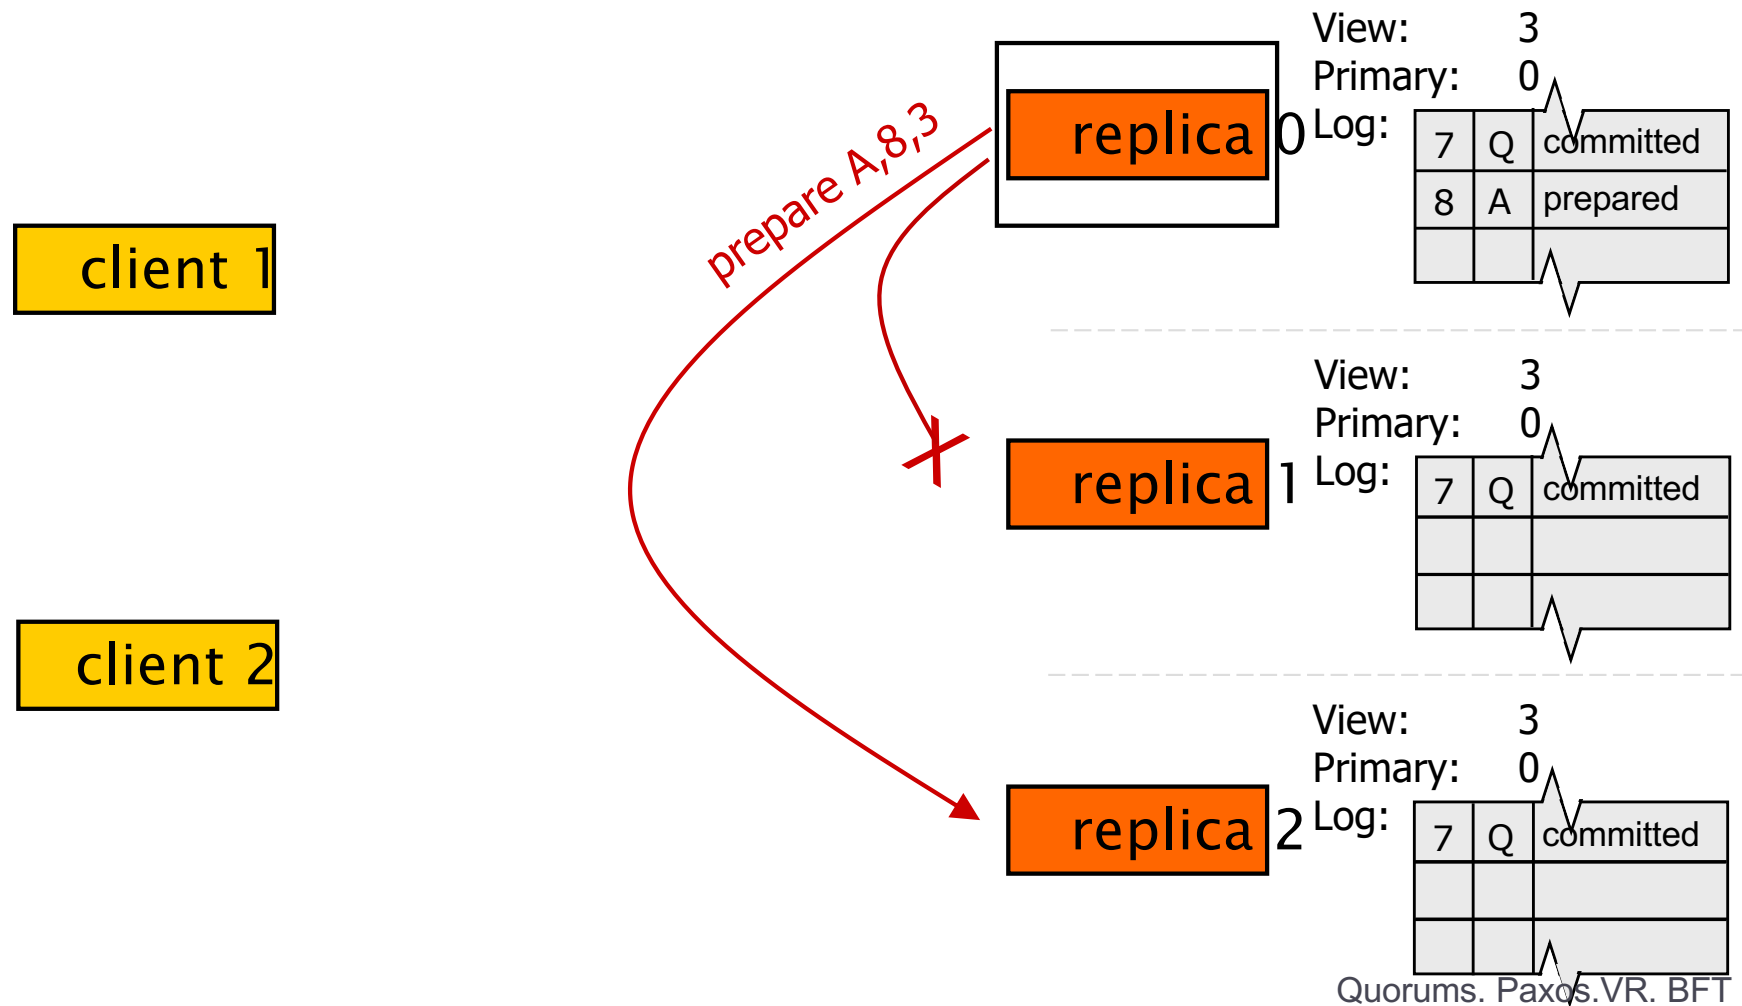 View: 3
Primary: 0
Log:
replica 0
7 Q committed
8 A prepared
prepare A,8,3
client 1
View: 3
Primary: 0
Log:
replica 1
7 Q committed
client 2
View: 3
Primary: 0
Log:
replica 2
7 Q committed
Quorums. Paxos.VR. BFT